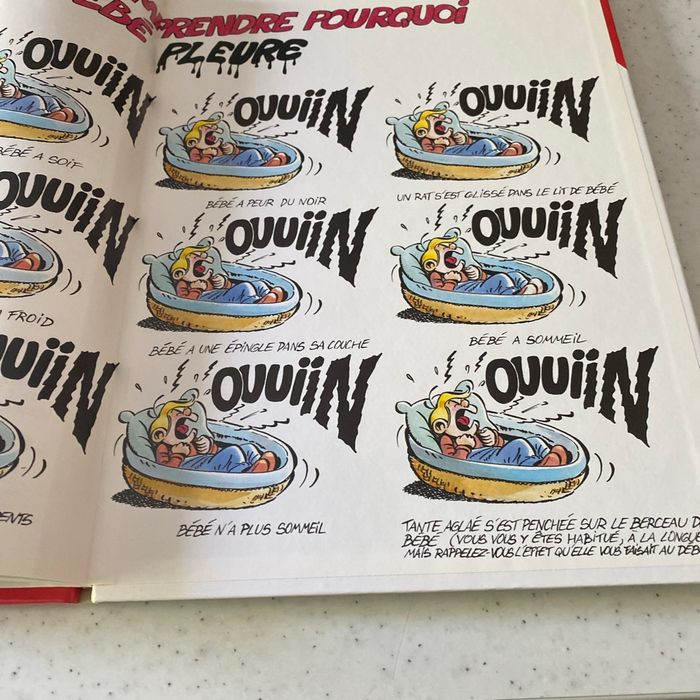 PRENDRE POURQUOI
BÉBÉ PLEURE
OUUIIN
BÉBÉ A SOIF
OUUIIN
BÉBÉ A PEUR DU NOIR
OUUIIN
UN RAT S'EST GLISSÉ DANS LE LIT DE BÉBÉ
OUUIIN
FROID
OUUIIN
BÉBÉ A UNE ÉPINGLE DANS SA COUCHE
OUUIIN
BÉBÉ A SOMMEIL
UUIIN
ENTS
OUUIIN
BÉBÉ N'A PLUS SOMMEIL
OUUIIN
TANTE AGLAÉ S'EST PENCHÉE SUR LE BERCEAU D
BÉBÉ (VOUS VOUS Y ÊTES HABITUÉ, À LA LONGUE
MAIS RAPPELEZ-VOUS L'EFFET QU'ELLE VOUS FAISAIT AU DÉB